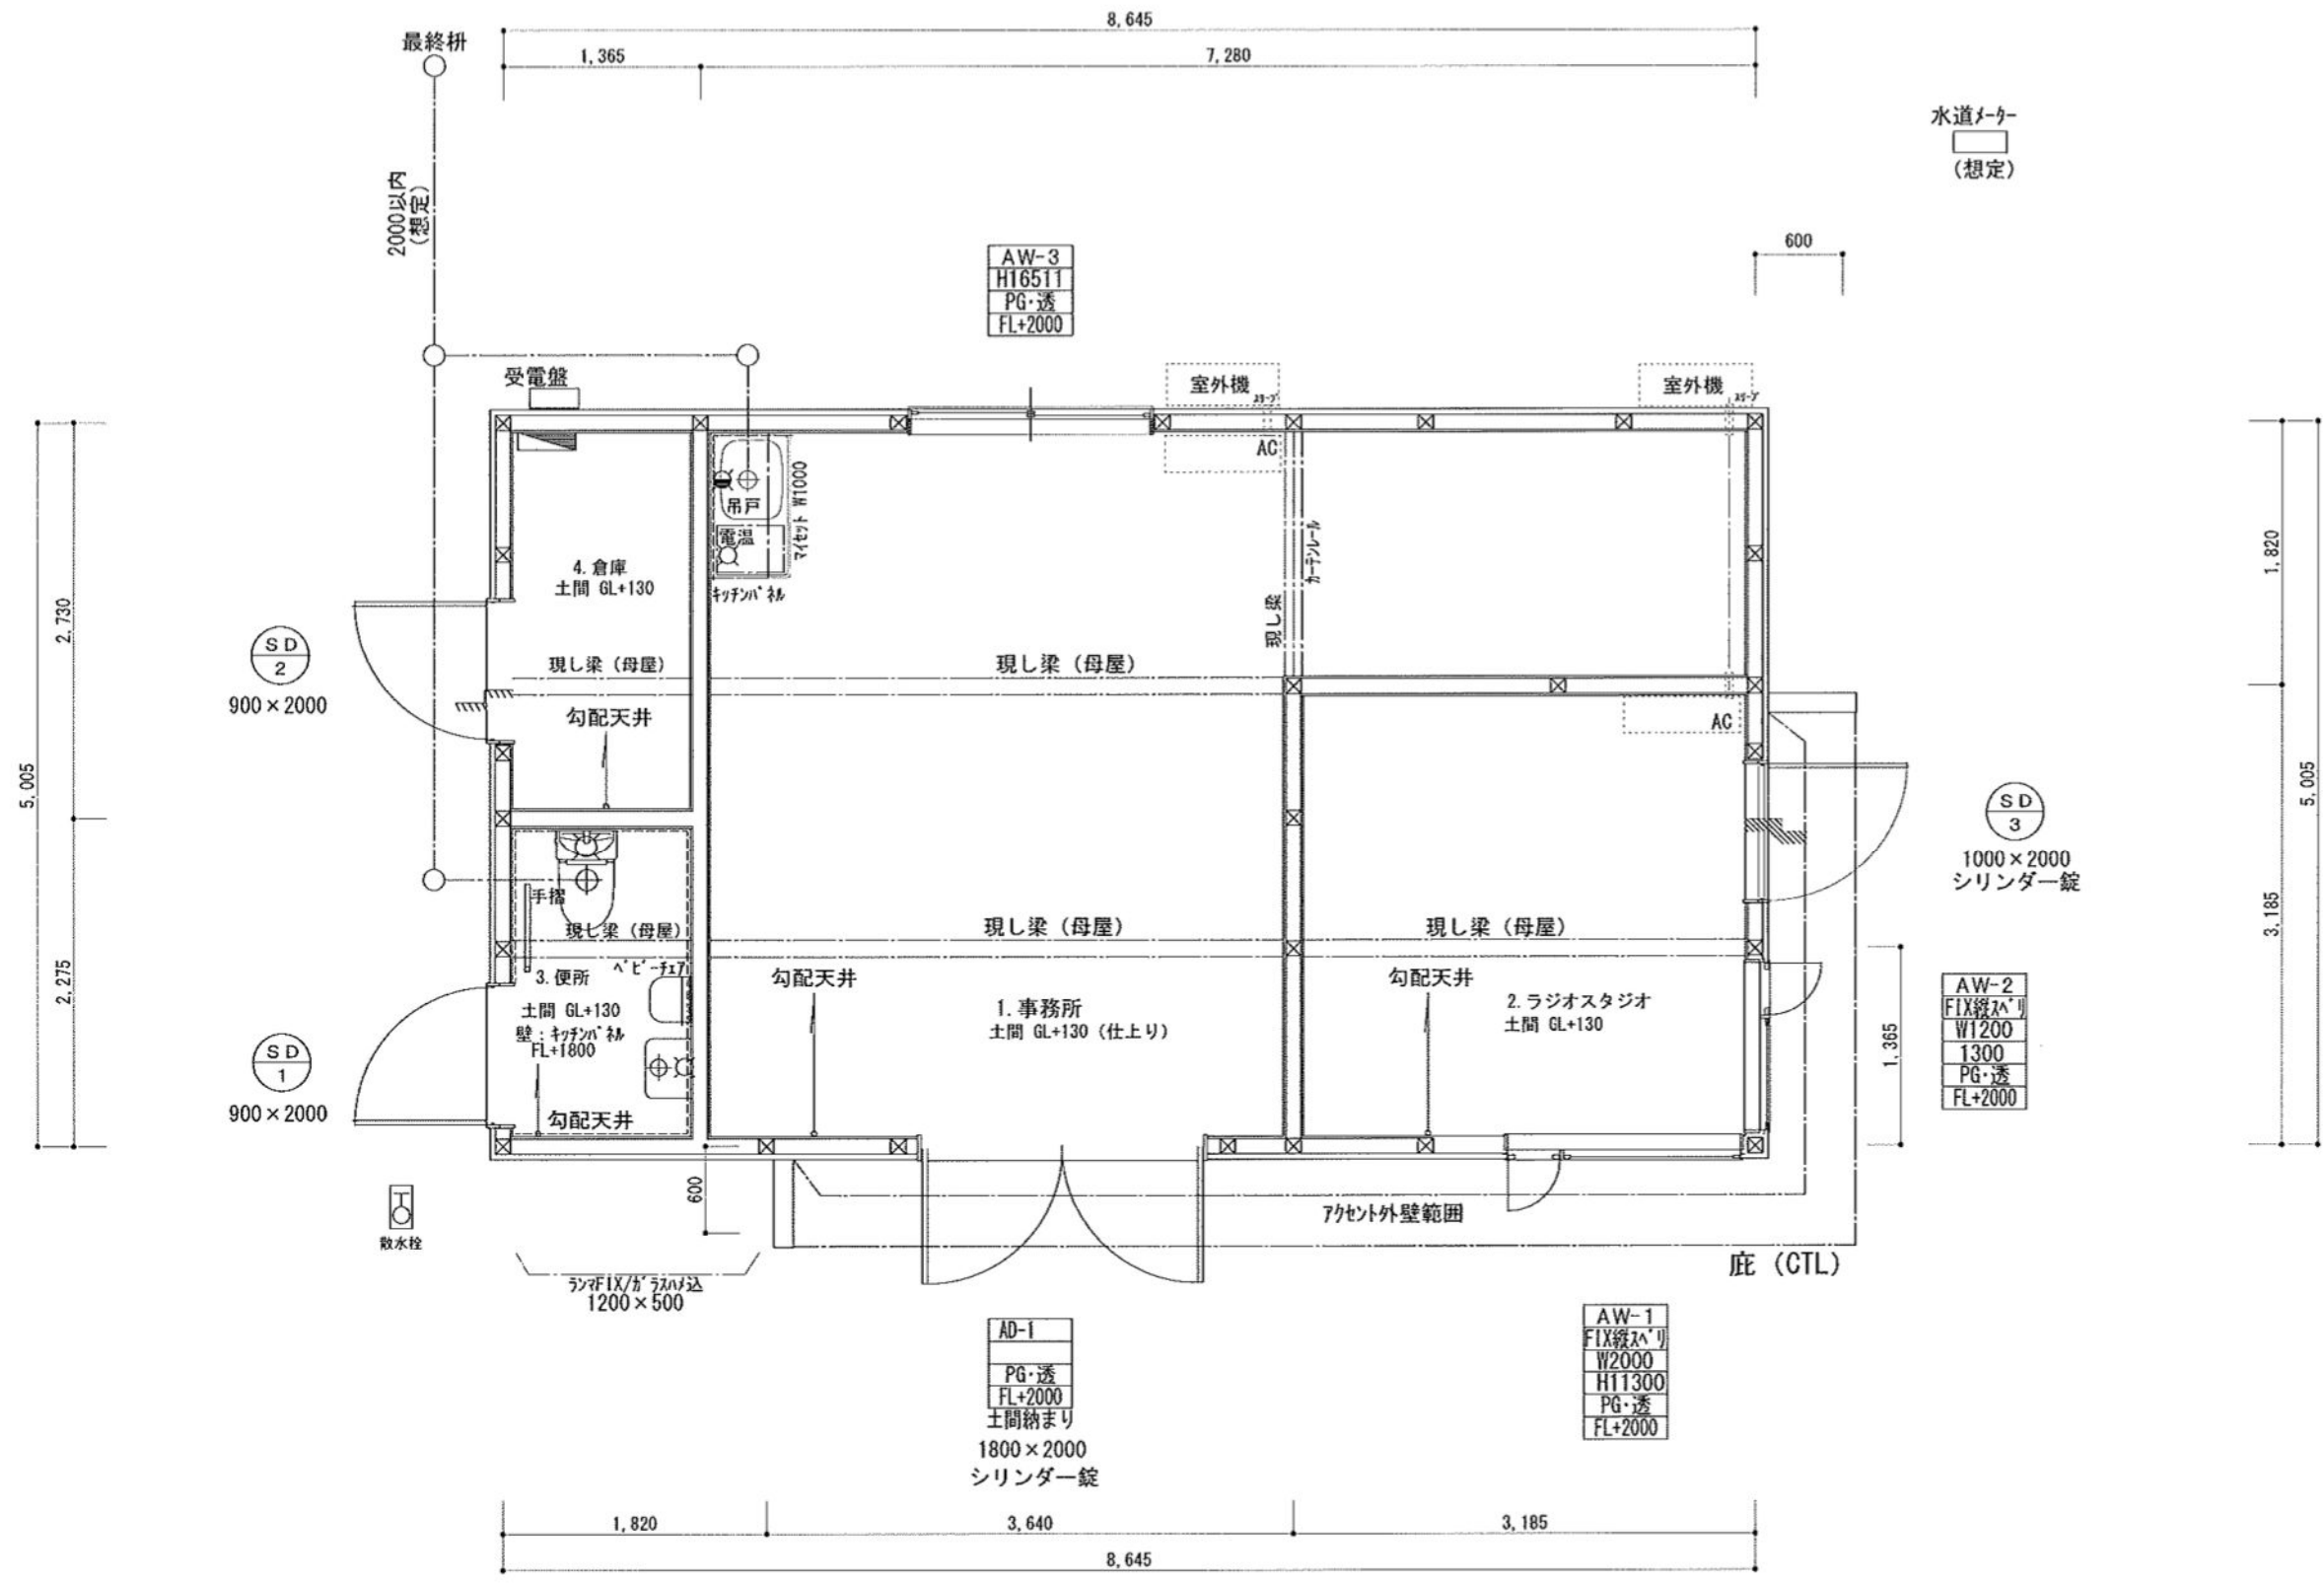 8,645
最終枡
1,365
7,280
水道ﾒｰﾀｰ
(想定)
2000以内
(想定)
600
AW-3
H16511
PG・透
FL+2000
受電盤
室外機
ｽﾘｰﾌﾞ
室外機
ｽﾘｰﾌﾞ
AC
吊戸
電温
ﾏｲｾｯﾄ W1000
ｷｯﾁﾝﾊﾟﾈﾙ
ｶｰﾃﾝﾚｰﾙ
現し梁
4.倉庫
土間 GL+130
1,820
2,730
SD
2
900×2000
現し梁（母屋）
現し梁（母屋）
勾配天井
AC
5,005
5,005
SD
3
1000×2000
シリンダー錠
手摺
現し梁（母屋）
現し梁（母屋）
現し梁（母屋）
3,185
2,275
ﾍﾞﾋﾞｰﾁｪｱ
3.便所
土間 GL+130
壁：ｷｯﾁﾝﾊﾟﾈﾙ
FL+1800
勾配天井
勾配天井
1.事務所
土間 GL+130（仕上り）
勾配天井
2.ラジオスタジオ
土間 GL+130
1,365
AW-2
FIX縦ｽﾍﾞﾘ
W1200
1300
PG・透
FL+2000
SD
1
900×2000
600
散水栓
ｱｸｾﾝﾄ外壁範囲
庇（CTL）
ﾗﾝﾏFIX/ｶﾞﾗｽﾊﾒ込
1200×500
AD-1
PG・透
FL+2000
土間納まり
1800×2000
シリンダー錠
AW-1
FIX縦ｽﾍﾞﾘ
W2000
H11300
PG・透
FL+2000
1,820
3,640
3,185
8,645